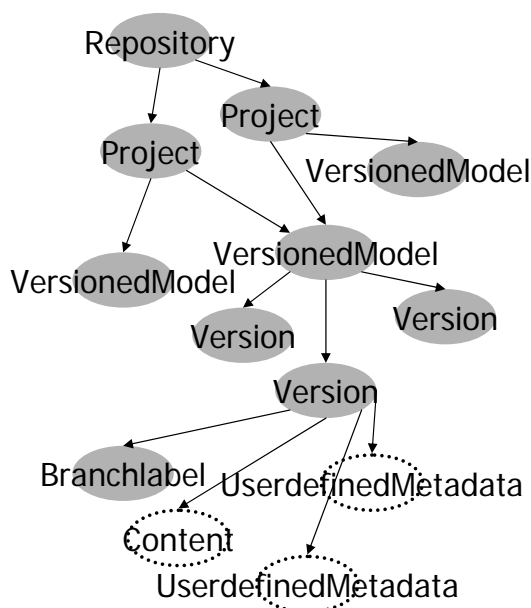 Repository
Project
Project
VersionedModel
VersionedModel
VersionedModel
Version
Version
Version
Branchlabel
UserdefinedMetadata
Content
UserdefinedMetadata